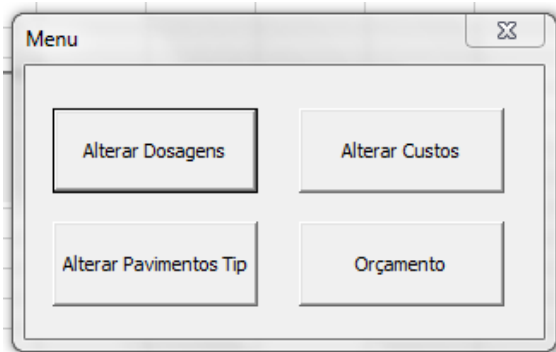 Menu
Alterar Dosagens
Alterar Custos
Alterar Pavimentos Tip
Orçamento